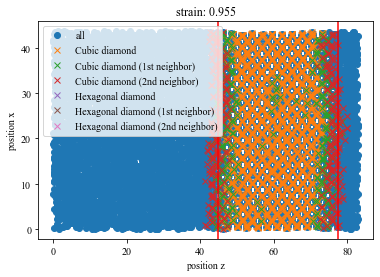 strain: 0.955
all
Cubic diamond
Cubic diamond (1st neighbor)
Cubic diamond (2nd neighbor)
Hexagonal diamond
Hexagonal diamond (1st neighbor)
Hexagonal diamond (2nd neighbor)
position x
40
30
20
10
0
0 20 40 60 80
position z